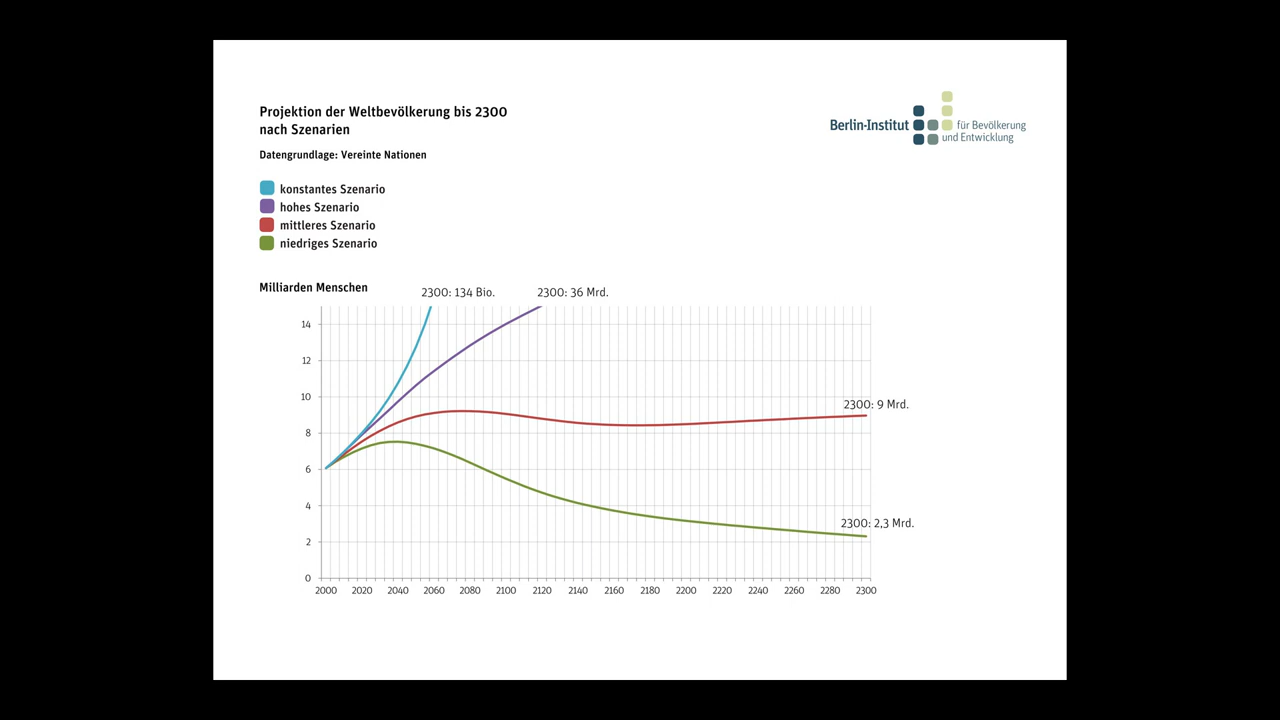 Projektion der Weltbevölkerung bis 2300
nach Szenarien
Datengrundlage: Vereinte Nationen
Berlin-Institut für Bevölkerung
und Entwicklung
konstantes Szenario
hohes Szenario
mittleres Szenario
niedriges Szenario
Milliarden Menschen
2300: 134 Bio. 2300: 36 Mrd.
14
12
10
2300: 9 Mrd.
8
6
4
2300: 2,3 Mrd.
2
0
2000 2020 2040 2060 2080 2100 2120 2140 2160 2180 2200 2220 2240 2260 2280 2300